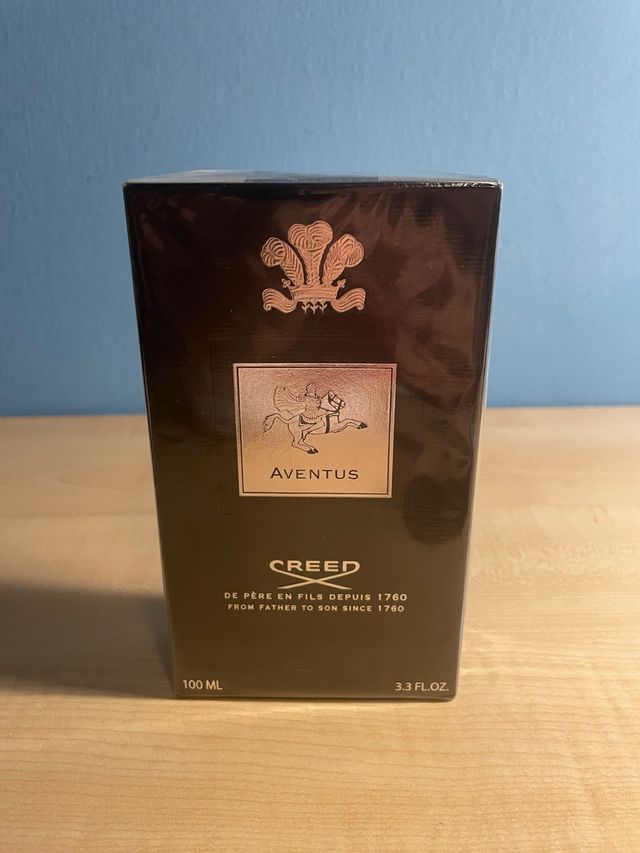 AVENTUS
CREED
DE PÈRE EN FILS DEPUIS 1760
FROM FATHER TO SON SINCE 1760
100 ML 3.3 FL.OZ.